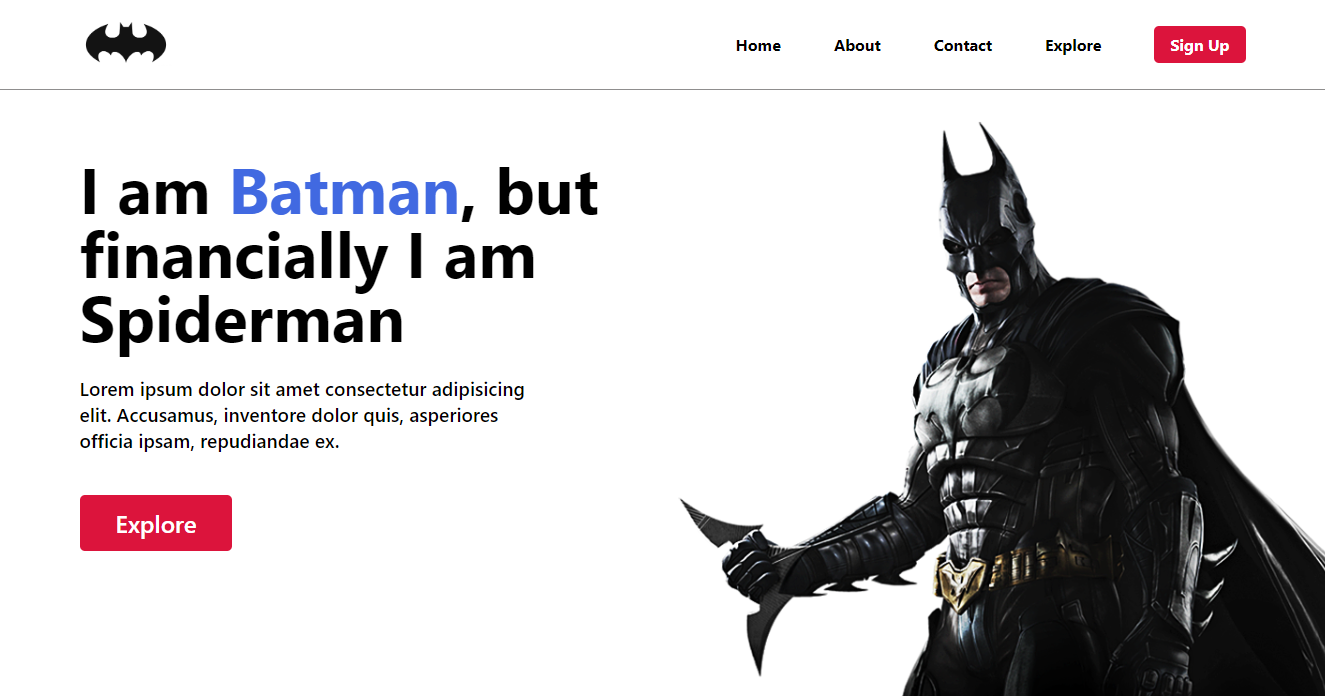 Home About Contact Explore Sign Up
I am Batman, but
financially I am
Spiderman
Lorem ipsum dolor sit amet consectetur adipisicing
elit. Accusamus, inventore dolor quis, asperiores
officia ipsam, repudiandae ex.
Explore